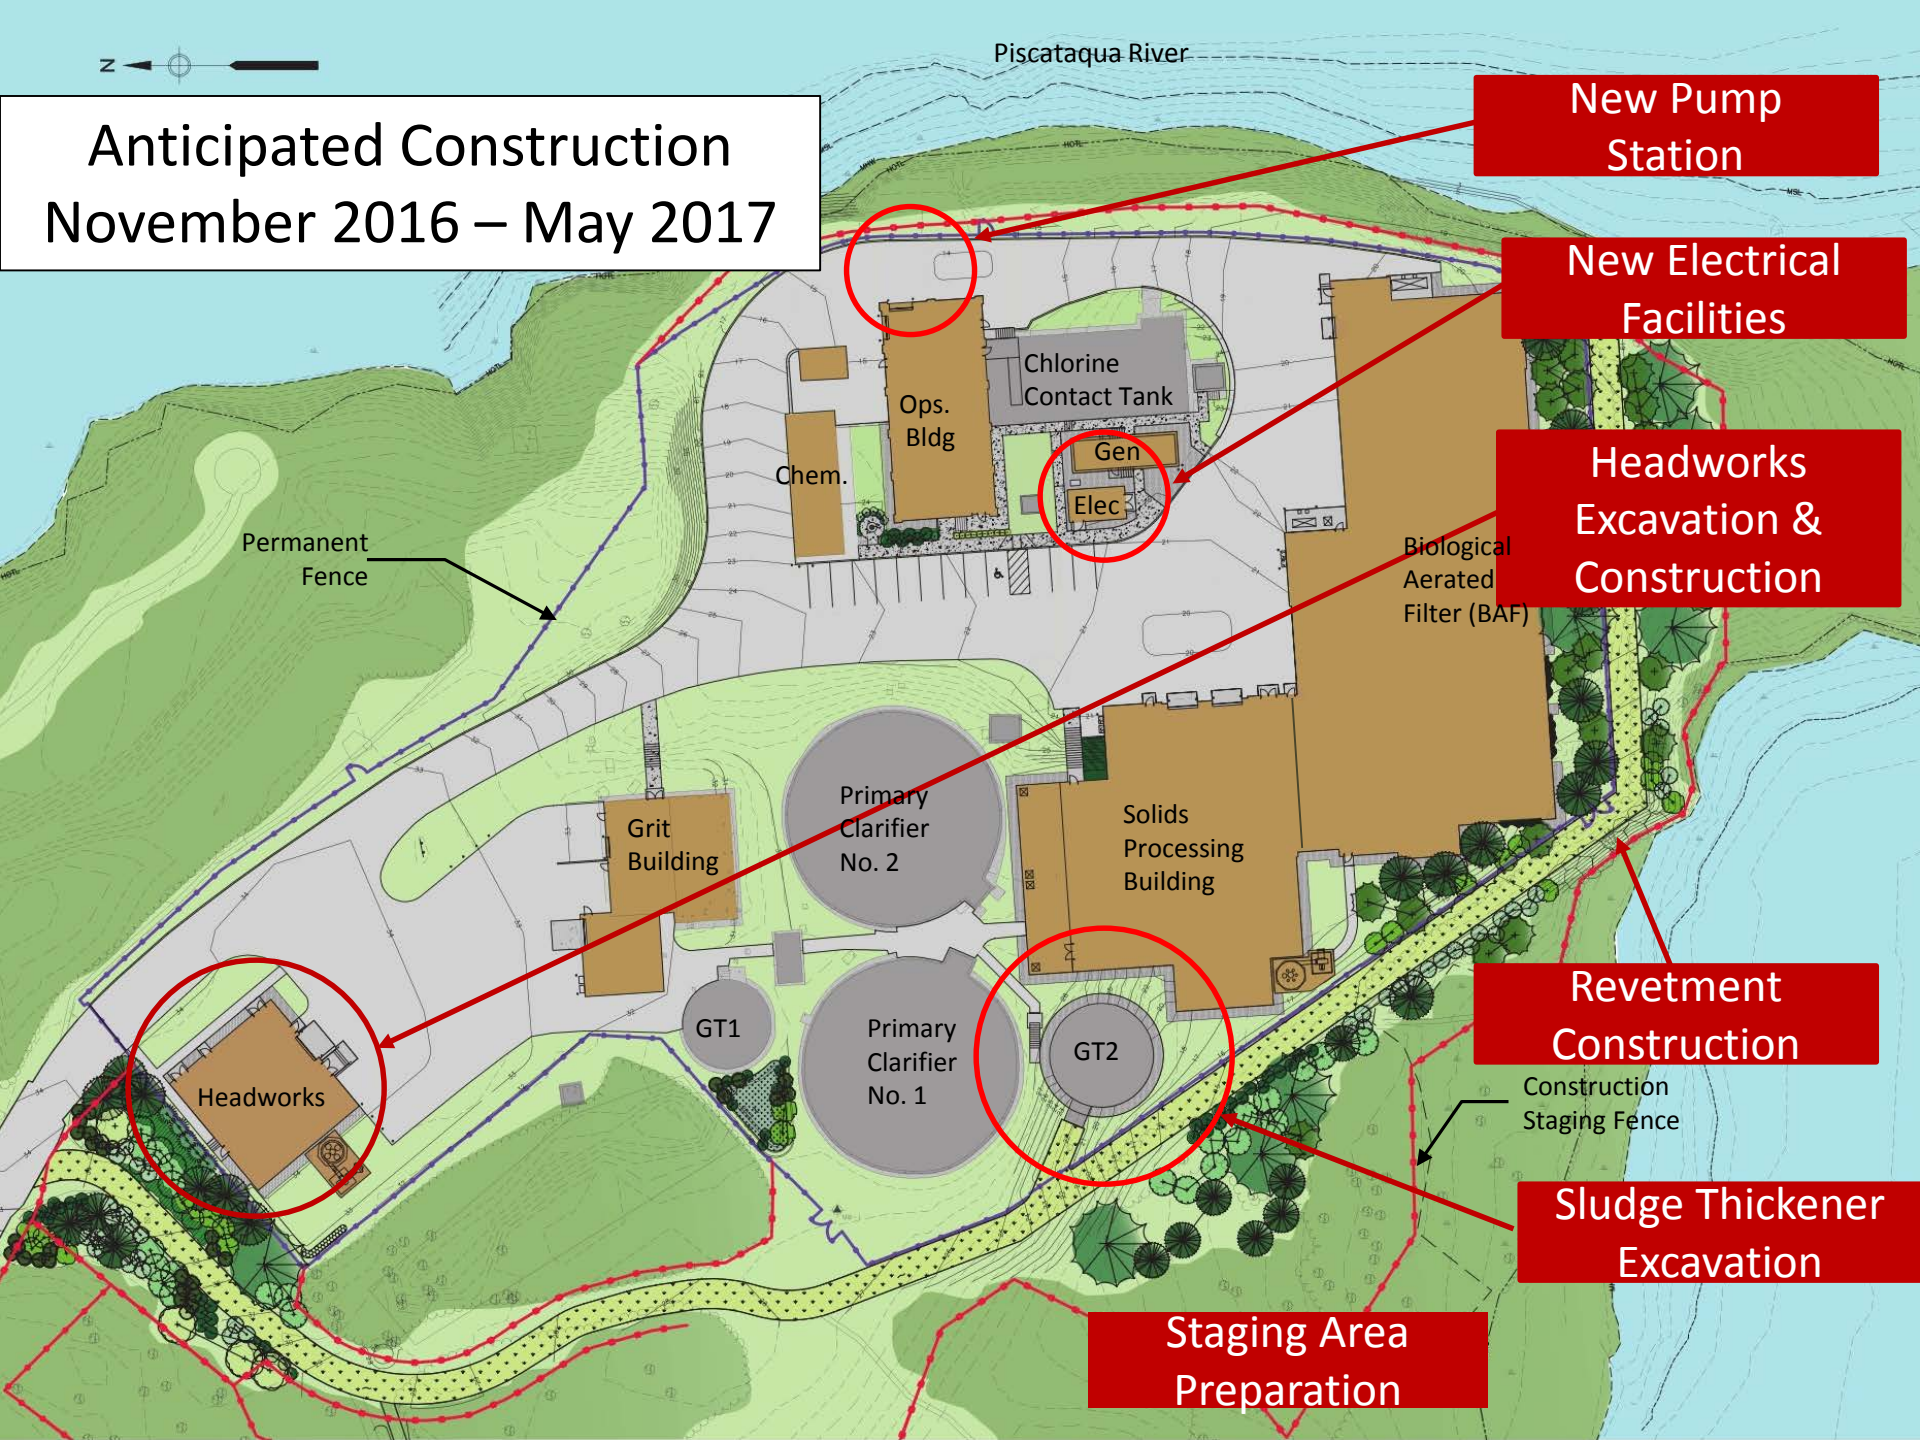 N
Piscataqua River
Anticipated Construction
November 2016 – May 2017
New Pump
Station
New Electrical
Facilities
Headworks
Excavation &
Construction
Chlorine
Contact Tank
Ops.
Bldg
Gen
Elec
Chem.
Permanent
Fence
Biological
Aerated
Filter (BAF)
Primary
Clarifier
No. 2
Grit
Building
Solids
Processing
Building
Revetment
Construction
GT1
Primary
Clarifier
No. 1
GT2
Headworks
Construction
Staging Fence
Sludge Thickener
Excavation
Staging Area
Preparation